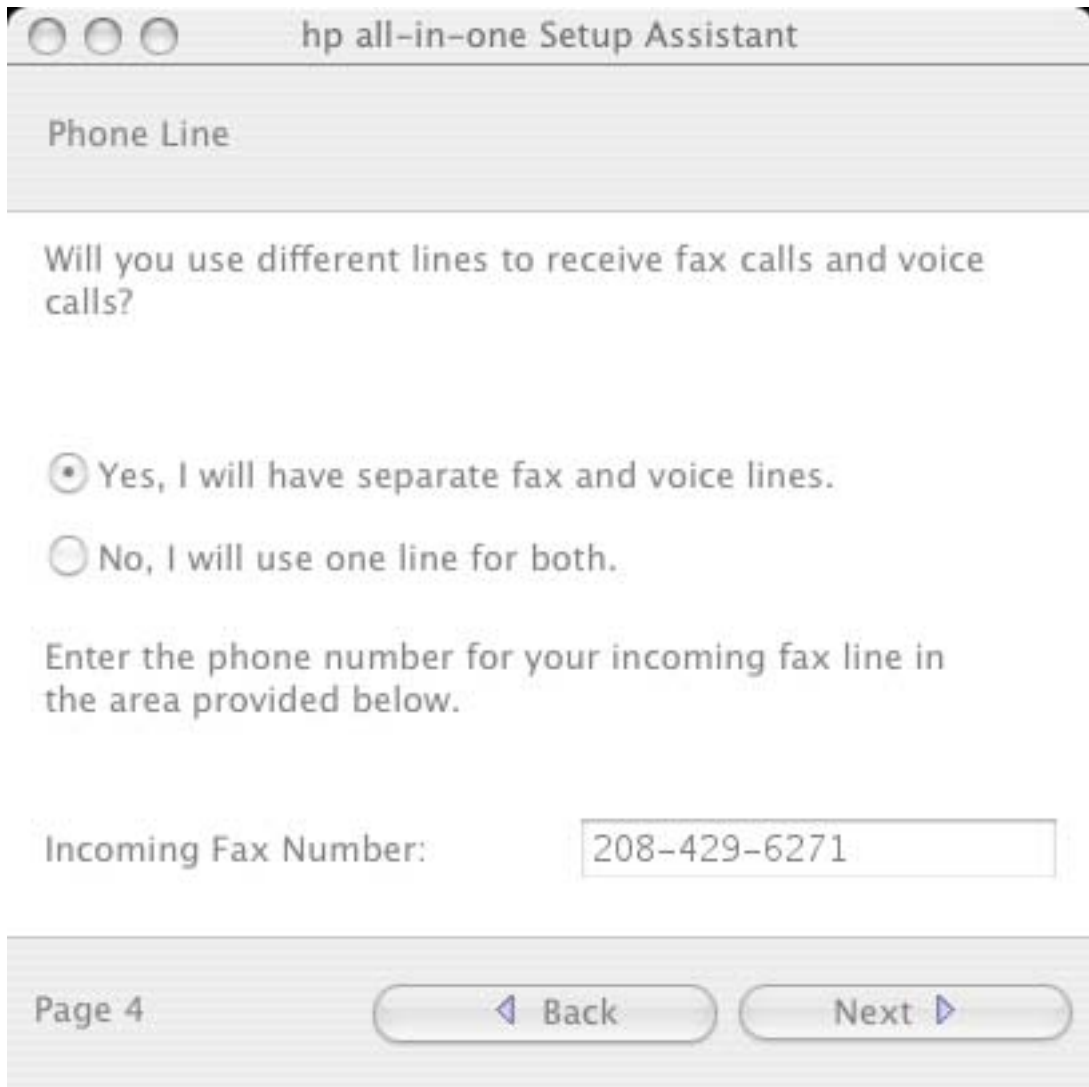 hp all-in-one Setup Assistant
Phone Line
Will you use different lines to receive fax calls and voice
calls?
Yes, I will have separate fax and voice lines.
No, I will use one line for both.
Enter the phone number for your incoming fax line in
the area provided below.
Incoming Fax Number: 208-429-6271
Page 4 Back Next